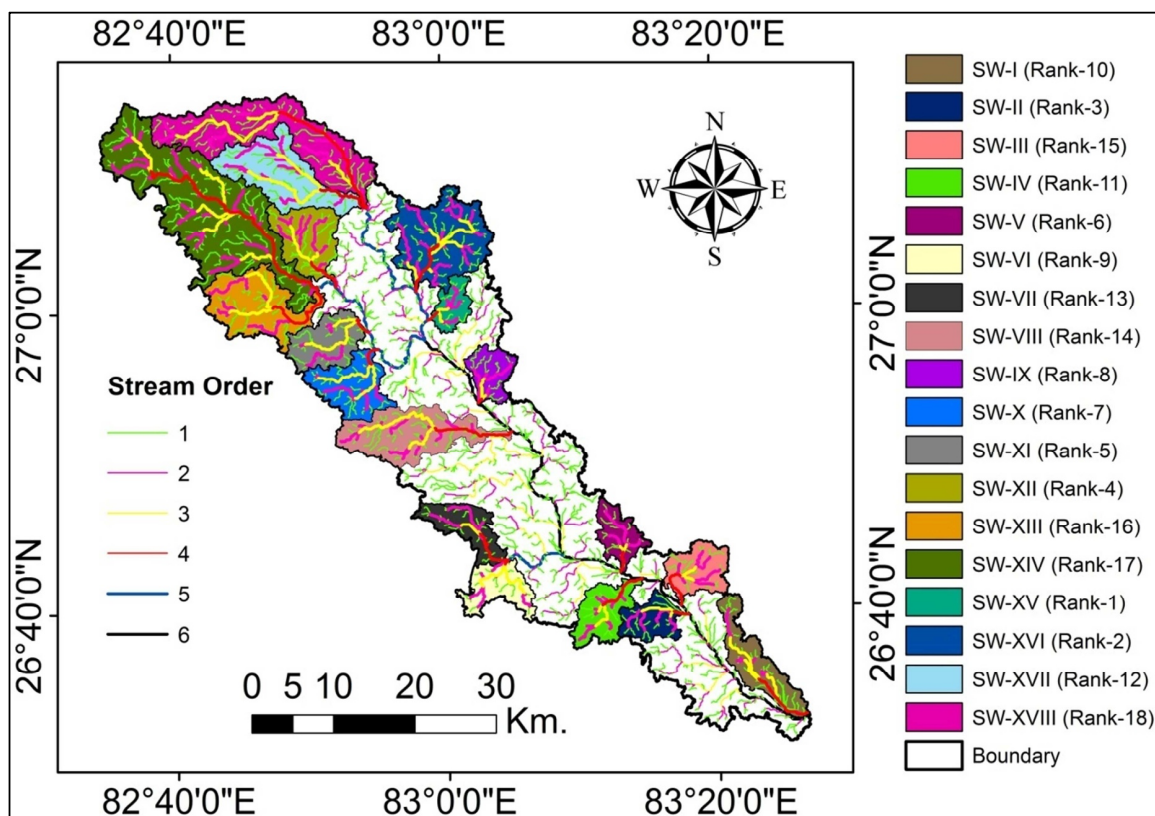 82°40'0"E
83°0'0"E
83°20'0"E
N
W
E
S
27°0'0"N
27°0'0"N
26°40'0"N
26°40'0"N
Stream Order
1
2
3
4
5
6
0 5 10 20 30
Km.
82°40'0"E
83°0'0"E
83°20'0"E
SW-I (Rank-10)
SW-II (Rank-3)
SW-III (Rank-15)
SW-IV (Rank-11)
SW-V (Rank-6)
SW-VI (Rank-9)
SW-VII (Rank-13)
SW-VIII (Rank-14)
SW-IX (Rank-8)
SW-X (Rank-7)
SW-XI (Rank-5)
SW-XII (Rank-4)
SW-XIII (Rank-16)
SW-XIV (Rank-17)
SW-XV (Rank-1)
SW-XVI (Rank-2)
SW-XVII (Rank-12)
SW-XVIII (Rank-18)
Boundary